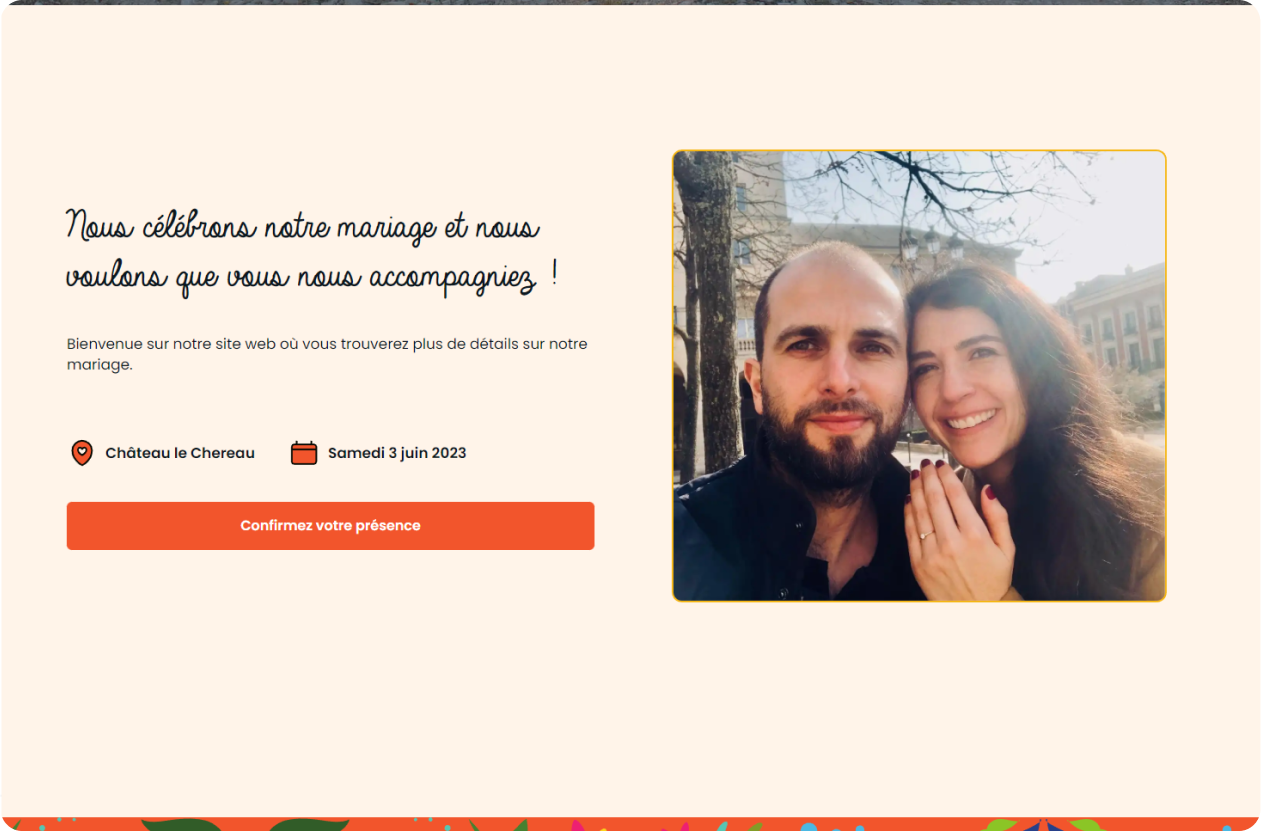 Nous célébrons notre mariage et nous
voulons que vous nous accompagniez !
Bienvenue sur notre site web où vous trouverez plus de détails sur notre
mariage.
Château le Chereau
Samedi 3 juin 2023
Confirmez votre présence